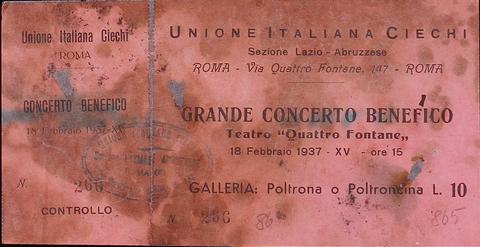 Unione Italiana Ciechi
ROMA
CONCERTO BENEFICO
18 Febbraio 1937-XV
N 266
CONTROLLO
UNIONE ITALIANA CIECHI
Sezione Lazio - Abruzzese
ROMA - Via Quattro Fontane, 147 - ROMA
GRANDE CONCERTO BENEFICO
Teatro "Quattro Fontane„
18 Febbraio 1937 - XV - ore 15
GALLERIA: Poltrona o Poltroncina L. 10
N 266 86 865